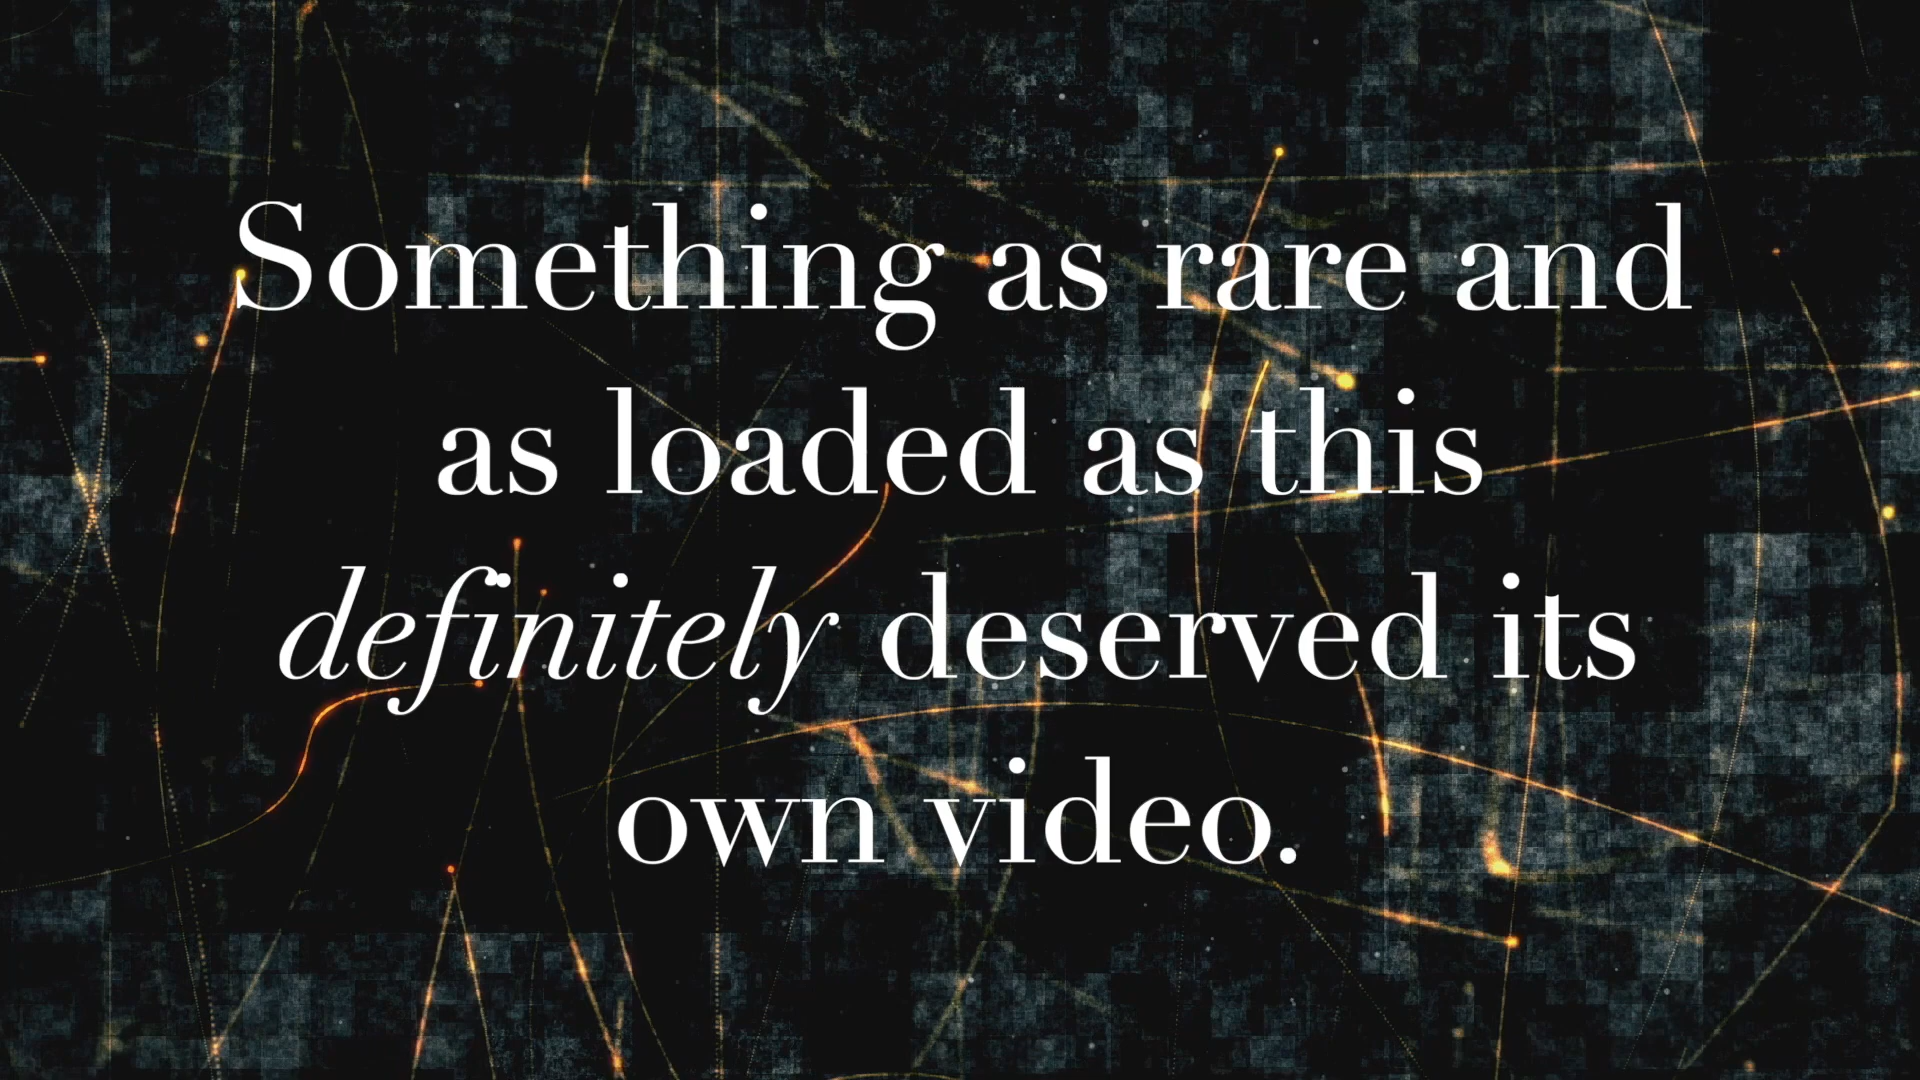 Something as rare and
as loaded as this
definitely deserved its
own video.